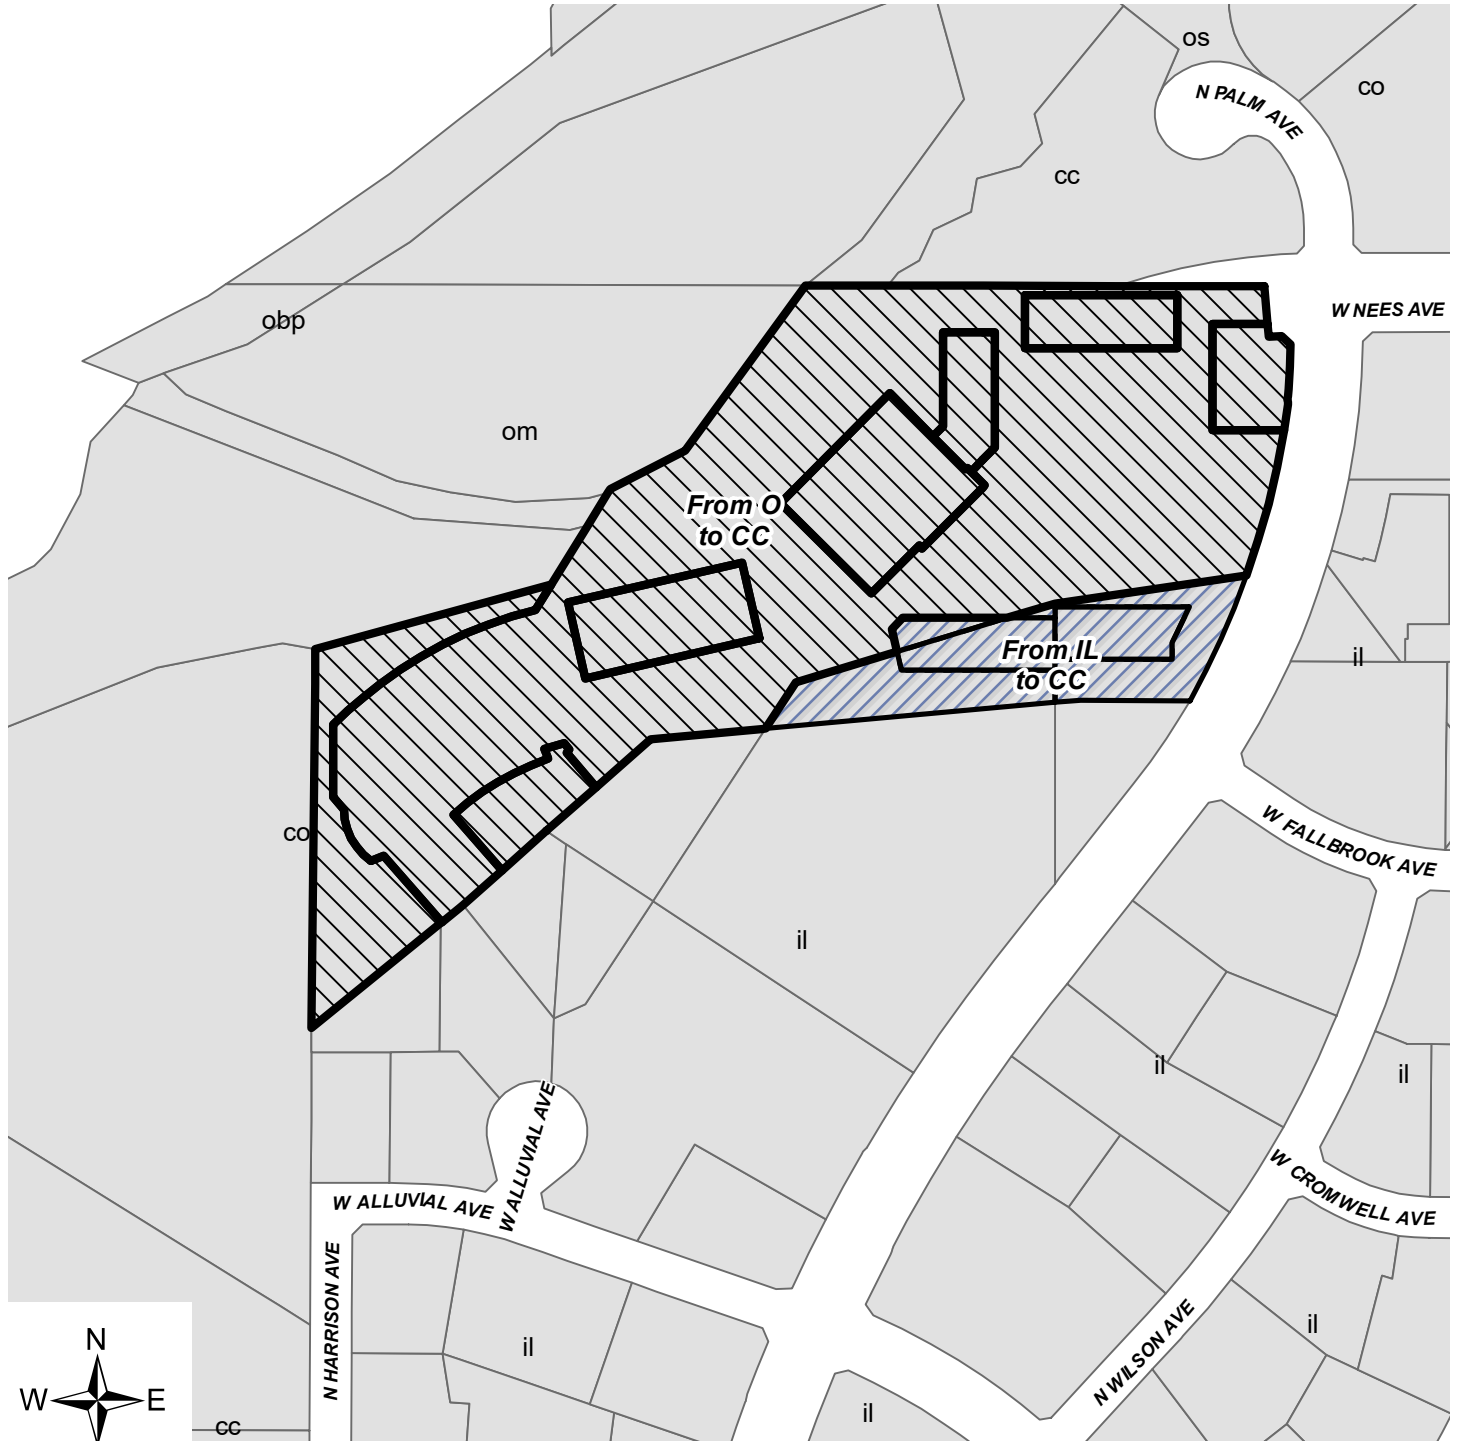 os
N PALM AVE
co
cc
W NEES AVE
obp
om
From O
to CC
From IL
to CC
il
co
W FALLBROOK AVE
il
il
il
W ALLUVIAL AVE
W ALLUVIAL AVE
W CROMWELL AVE
N HARRISON AVE
N WILSON AVE
il
il
N
W E
il
cc